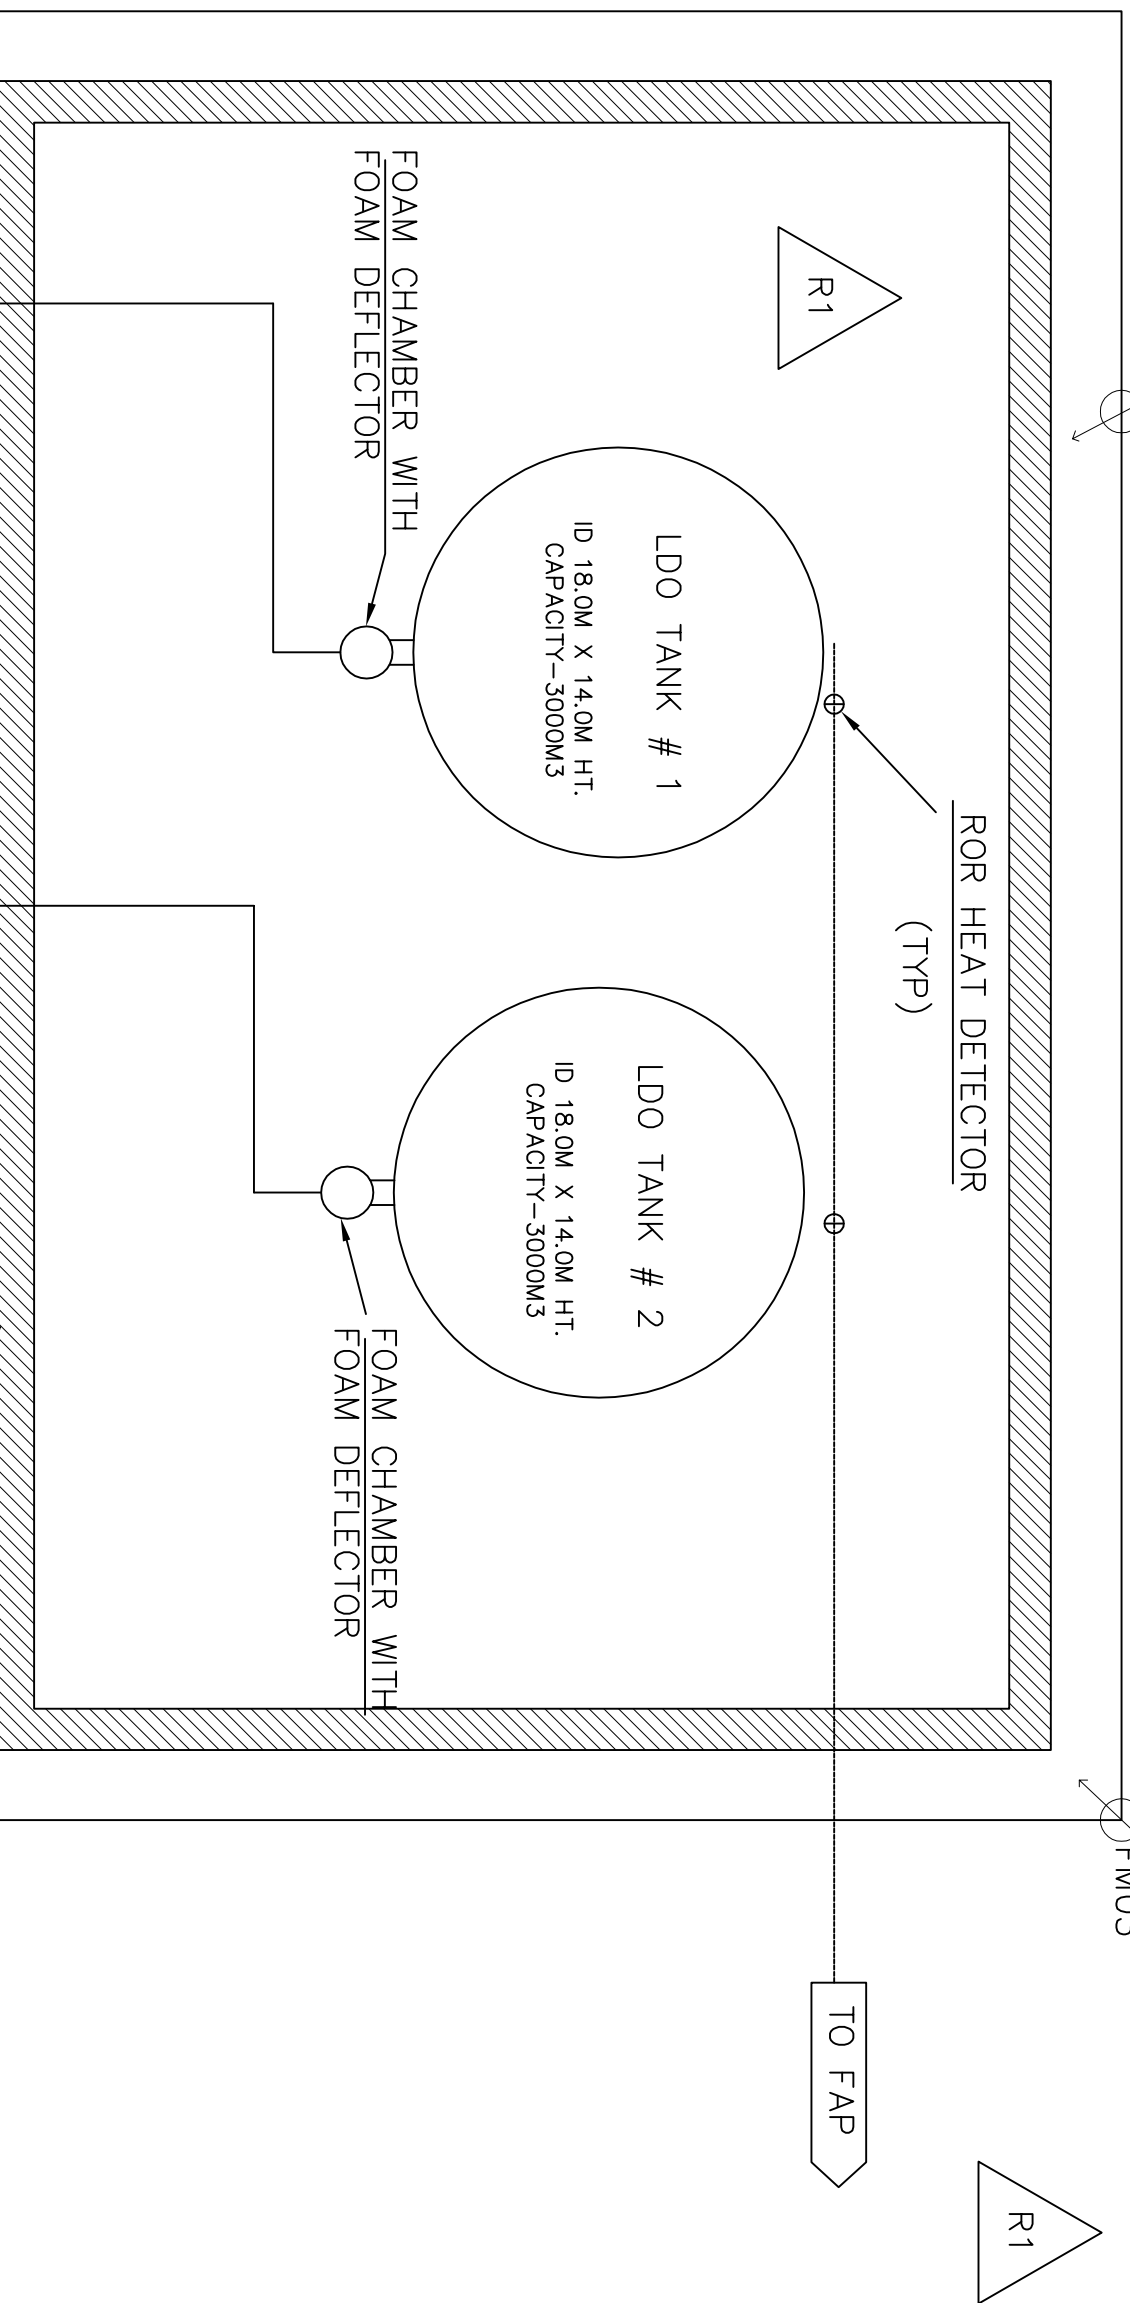 R1
ROR HEAT DETECTOR
(TYP)
FOAM CHAMBER WITH
FOAM DEFLECTOR
LDO TANK # 1
ID 18.0M X 14.0M HT.
CAPACITY-3000M3
LDO TANK # 2
ID 18.0M X 14.0M HT.
CAPACITY-3000M3
FOAM CHAMBER WITH
FOAM DEFLECTOR
TO FAP
R1